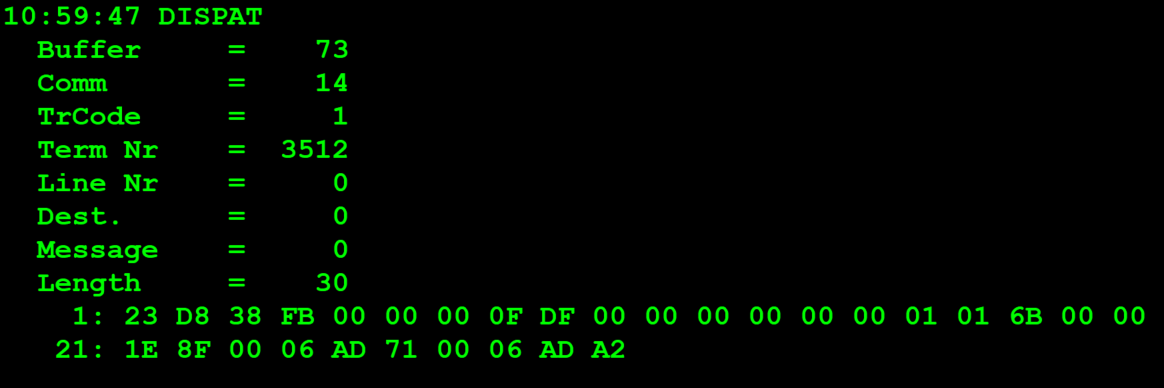 10:59:47 DISPAT
Buffer = 73
Comm = 14
TrCode = 1
Term Nr = 3512
Line Nr = 0
Dest. = 0
Message = 0
Length = 30
1: 23 D8 38 FB 00 00 00 0F DF 00 00 00 00 00 00 01 01 6B 00 00
21: 1E 8F 00 06 AD 71 00 06 AD A2